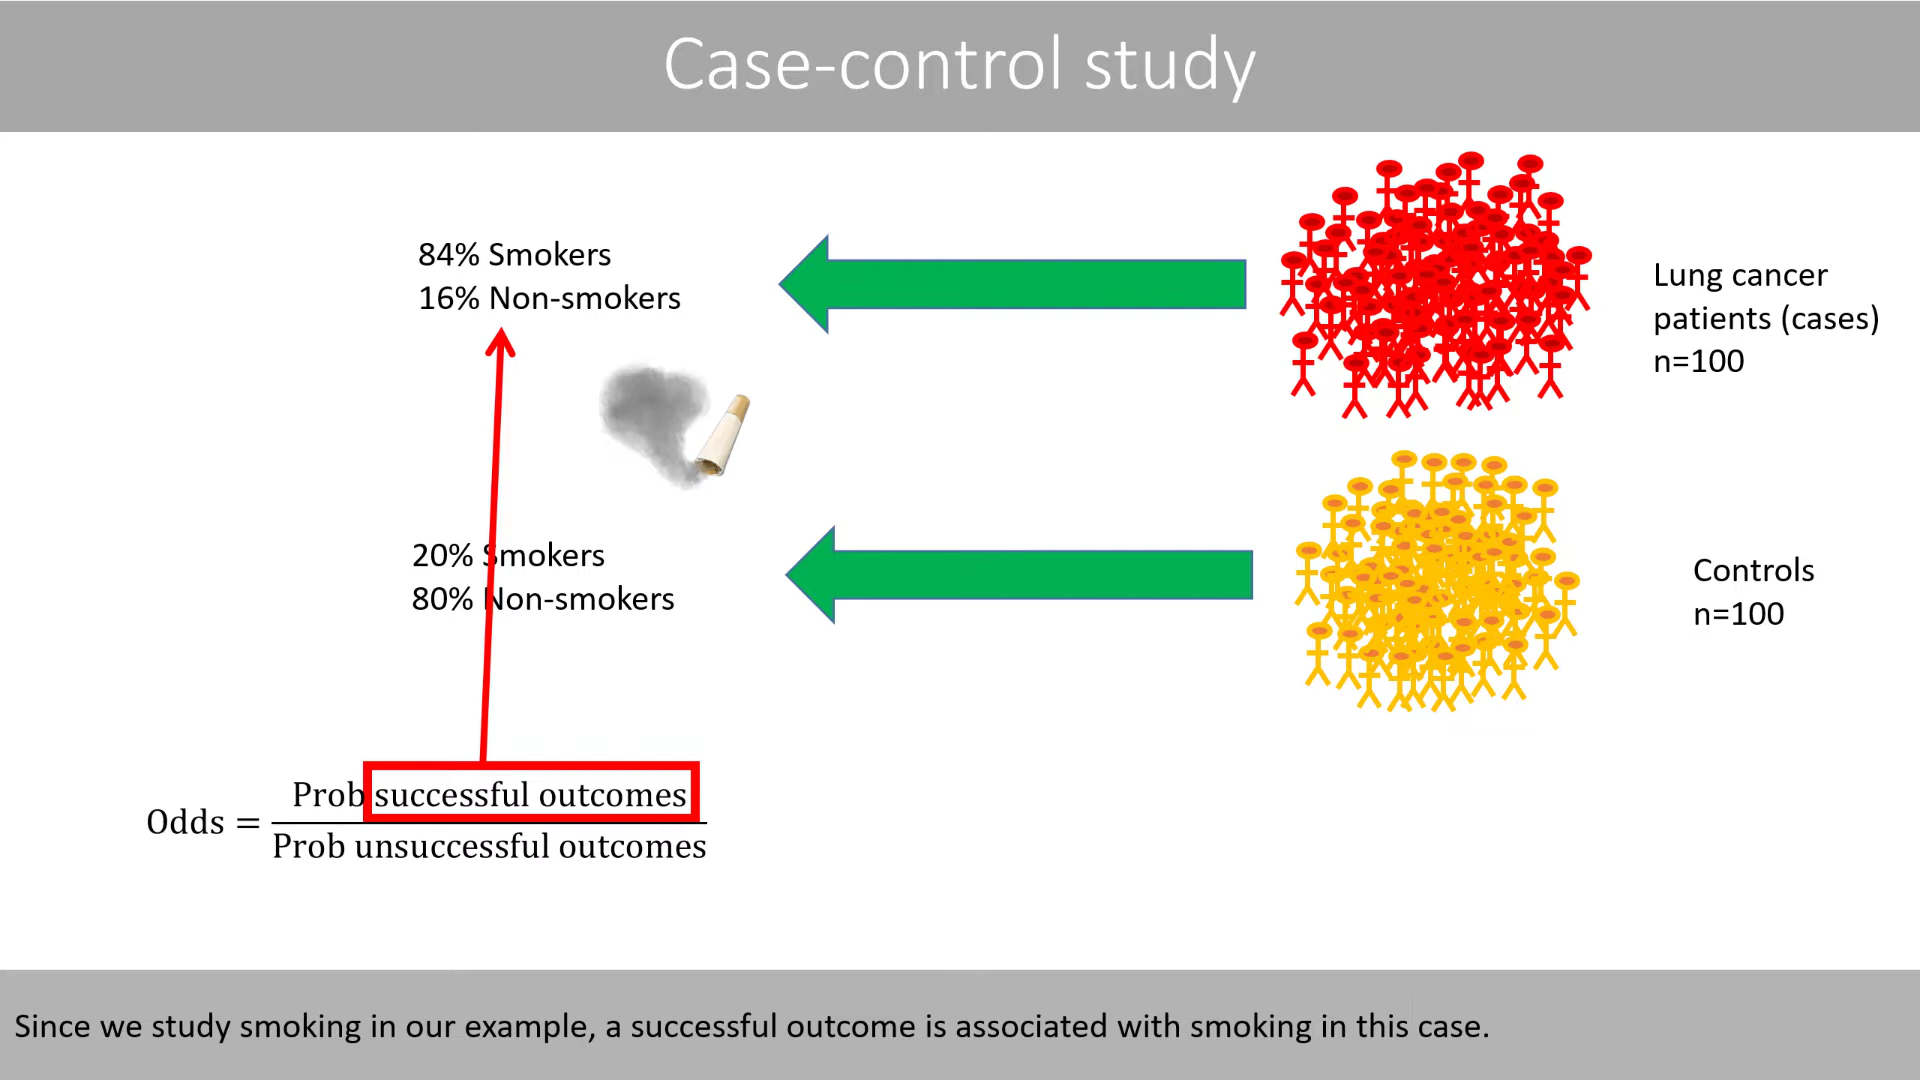 Case-control study
84% Smokers
16% Non-smokers
Lung cancer
patients (cases)
n=100
20% Smokers
80% Non-smokers
Controls
n=100
Odds = Prob successful outcomes
Prob unsuccessful outcomes
Since we study smoking in our example, a successful outcome is associated with smoking in this case.